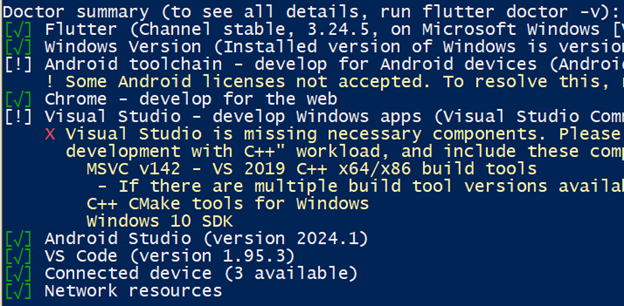 Doctor summary (to see all details, run flutter doctor -v):
[√] Flutter (Channel stable, 3.24.5, on Microsoft Windows [V
[√] Windows Version (Installed version of Windows is version
[!] Android toolchain - develop for Android devices (Android
! Some Android licenses not accepted. To resolve this,
[√] Chrome - develop for the web
[!] Visual Studio - develop Windows apps (Visual Studio Com
X Visual Studio is missing necessary components. Please
development with C++" workload, and include these comp
MSVC v142 - VS 2019 C++ x64/x86 build tools
- If there are multiple build tool versions availa
C++ CMake tools for Windows
Windows 10 SDK
[√] Android Studio (version 2024.1)
[√] VS Code (version 1.95.3)
[√] Connected device (3 available)
[√] Network resources